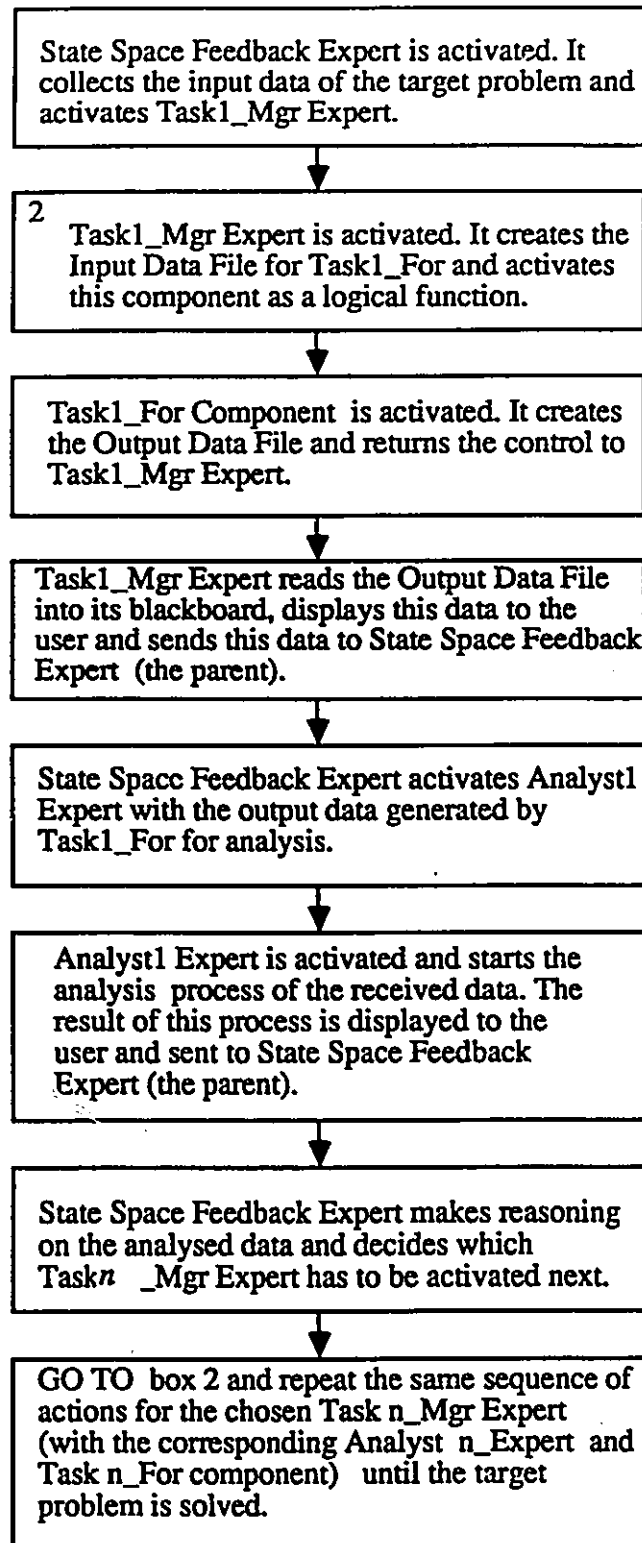 State Space Feedback Expert is activated. It
collects the input data of the target problem and
activates Task1_Mgr Expert.
2
Task1_Mgr Expert is activated. It creates the
Input Data File for Task1_For and activates
this component as a logical function.
Task1_For Component is activated. It creates
the Output Data File and returns the control to
Task1_Mgr Expert.
Task1_Mgr Expert reads the Output Data File
into its blackboard, displays this data to the
user and sends this data to State Space Feedback
Expert (the parent).
State Space Feedback Expert activates Analyst1
Expert with the output data generated by
Task1_For for analysis.
Analyst1 Expert is activated and starts the
analysis process of the received data. The
result of this process is displayed to the
user and sent to State Space Feedback
Expert (the parent).
State Space Feedback Expert makes reasoning
on the analysed data and decides which
Taskn _Mgr Expert has to be activated next.
GO TO box 2 and repeat the same sequence of
actions for the chosen Task n_Mgr Expert
(with the corresponding Analyst n_Expert and
Task n_For component) until the target
problem is solved.